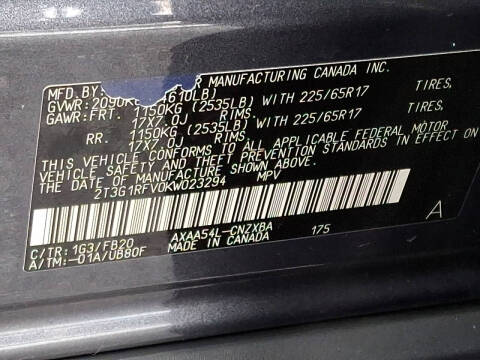 MFD.BY: MANUFACTURING CANADA INC.
GVWR: 2090KG 610LB)
GAWR:FRT. 1150KG (2535LB) WITH 225/65R17 TIRES,
17X7.0J RIMS.
RR. 1150KG (2535LB) WITH 225/65R17 TIRES,
17X7.0J RIMS.
THIS VEHICLE CONFORMS TO ALL APPLICABLE FEDERAL MOTOR
VEHICLE SAFETY AND THEFT PREVENTION STANDARDS IN
EFFECT ON THE DATE OF MANUFACTURE SHOWN ABOVE.
2T3G1RFV0KW023294 MPV
A
C/TR: 1G3/FB20 AXAA54L-CNZXBA 175
A/TM: -01A/UB80F MADE IN CANADA